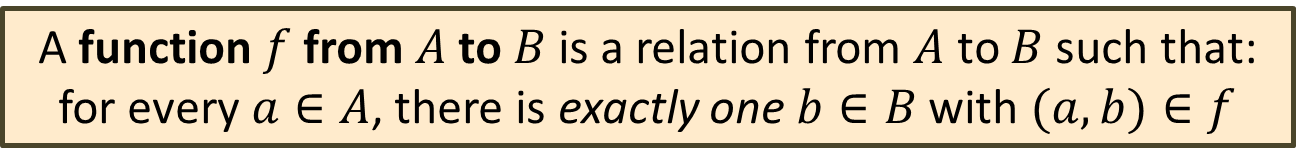 A function f from A to B is a relation from A to B such that:
for every a ∈ A, there is exactly one b ∈ B with (a, b) ∈ f